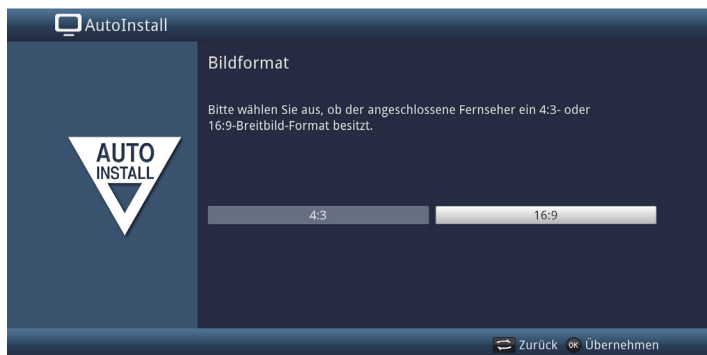 AutoInstall
Bildformat
Bitte wählen Sie aus, ob der angeschlossene Fernseher ein 4:3- oder
16:9-Breitbild-Format besitzt.
AUTO
INSTALL
4:3 16:9
Zurück OK Übernehmen